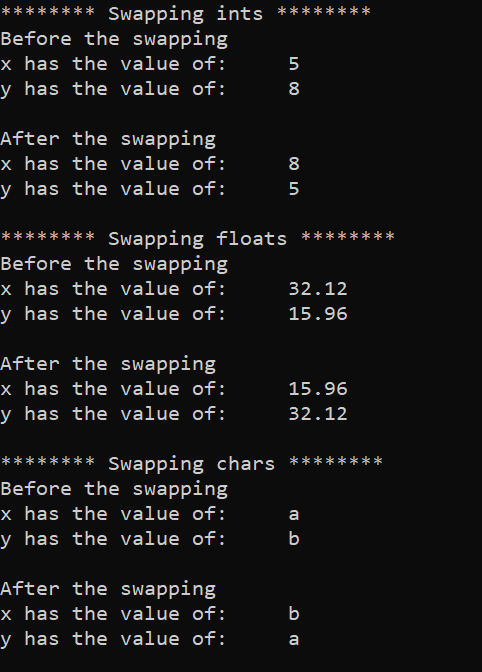 ******** Swapping ints ********
Before the swapping
x has the value of:     5
y has the value of:     8

After the swapping
x has the value of:     8
y has the value of:     5

******** Swapping floats ********
Before the swapping
x has the value of:     32.12
y has the value of:     15.96

After the swapping
x has the value of:     15.96
y has the value of:     32.12

******** Swapping chars ********
Before the swapping
x has the value of:     a
y has the value of:     b

After the swapping
x has the value of:     b
y has the value of:     a